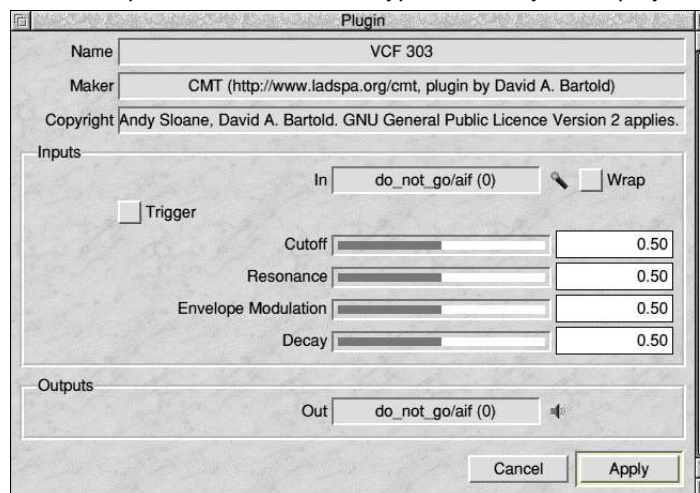 Plugin
Name VCF 303
Maker CMT (http://www.ladspa.org/cmt, plugin by David A. Bartold)
Copyright Andy Sloane, David A. Bartold. GNU General Public Licence Version 2 applies.
Inputs
In do_not_go/aif (0) Wrap
Trigger
Cutoff 0.50
Resonance 0.50
Envelope Modulation 0.50
Decay 0.50
Outputs
Out do_not_go/aif (0)
Cancel Apply